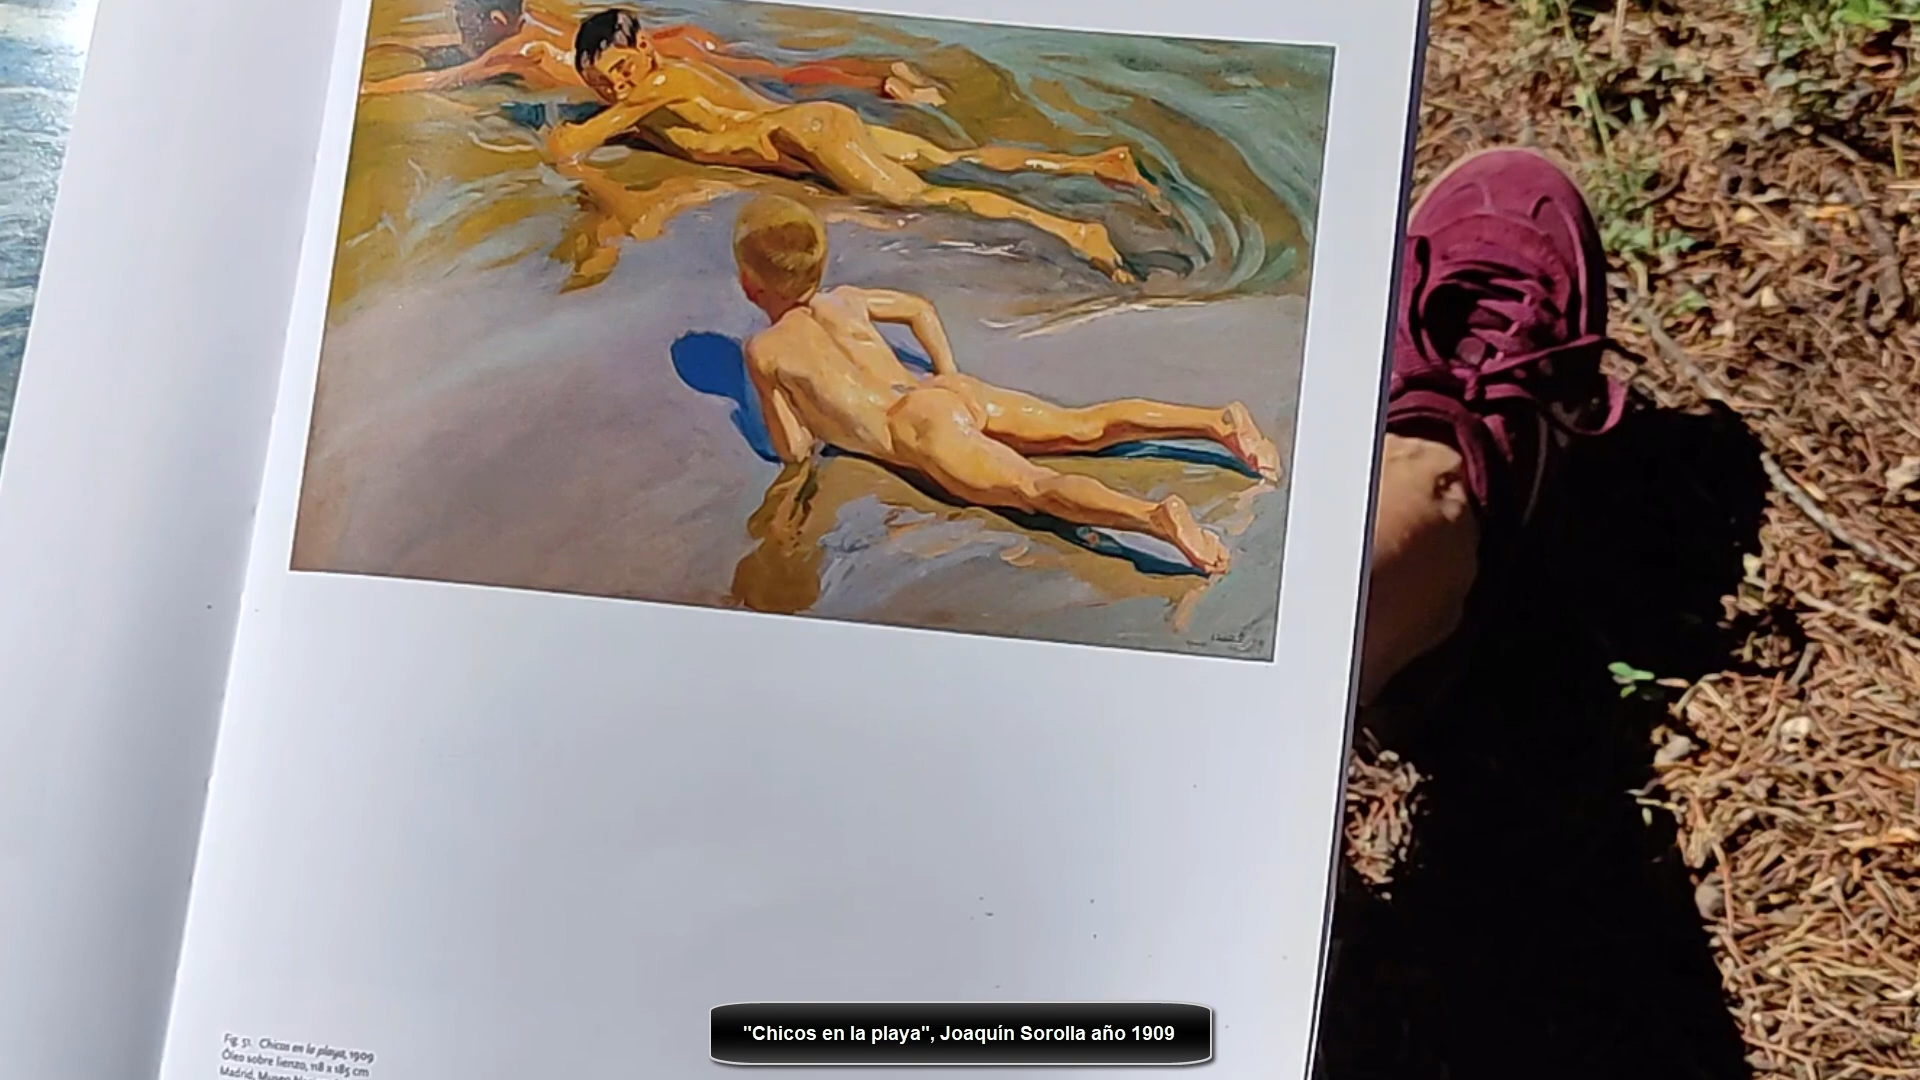 Fig. 51. Chicos en la playa, 1909
Óleo sobre lienzo, 118 x 185 cm
Madrid, Museo
"Chicos en la playa", Joaquín Sorolla año 1909